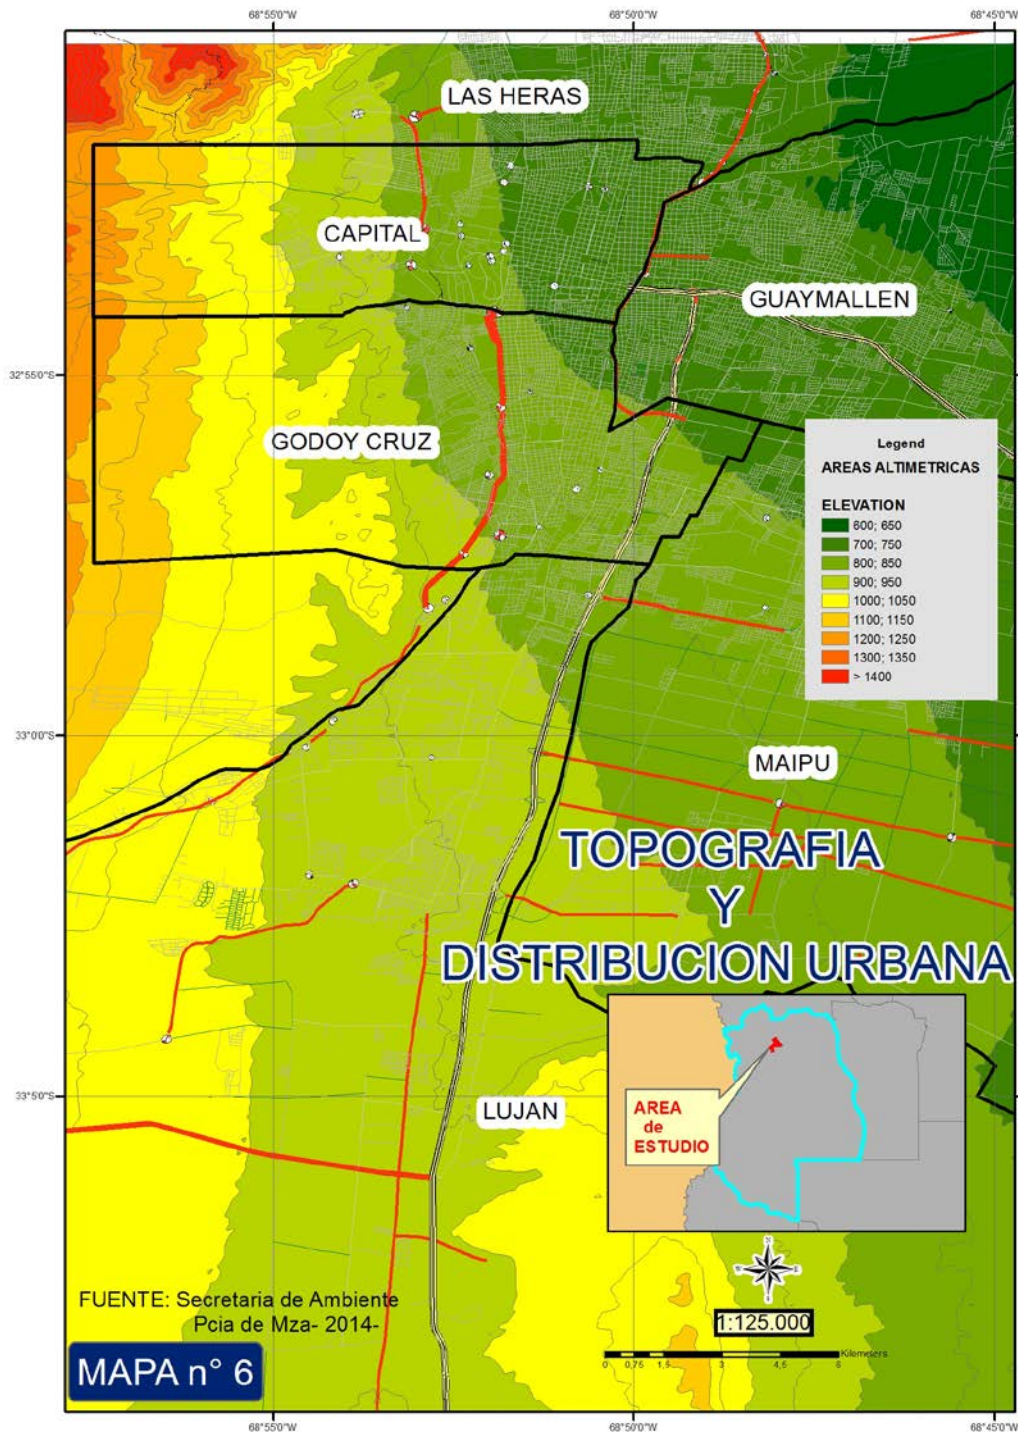 68°55'0"W 68°50'0"W 68°45'0"W
LAS HERAS
CAPITAL
GUAYMALLEN
32°55'0"S
GODOY CRUZ
Legend
AREAS ALTIMETRICAS
ELEVATION
600; 650
700; 750
800; 850
900; 950
1000; 1050
1100; 1150
1200; 1250
1300; 1350
> 1400
33°0'0"S
MAIPU
TOPOGRAFIA
Y
DISTRIBUCION URBANA
33°5'0"S
LUJAN
AREA
de
ESTUDIO
N
W E
S
FUENTE: Secretaria de Ambiente
Pcia de Mza- 2014-
1:125.000
Kilometers
0 0,75 1,5 3 4,5 6
MAPA n° 6
68°55'0"W 68°50'0"W 68°45'0"W